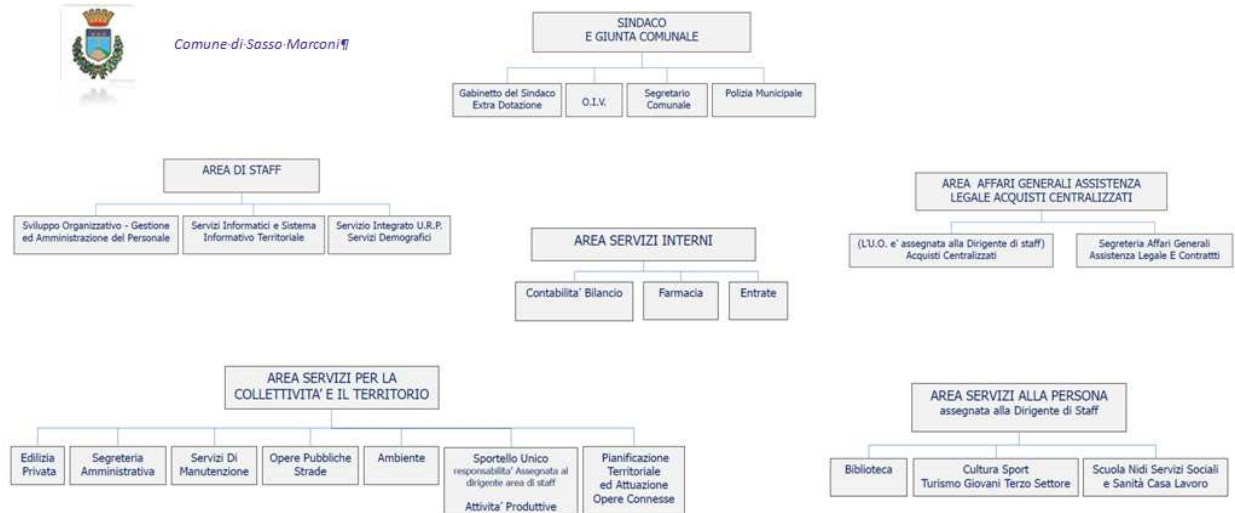 Comune·di·Sasso·Marconi¶
SINDACO
E GIUNTA COMUNALE
Gabinetto del Sindaco
Extra Dotazione
O.I.V.
Segretario
Comunale
Polizia Municipale
AREA DI STAFF
Sviluppo Organizzativo - Gestione
ed Amministrazione del Personale
Servizi Informatici e Sistema
Informativo Territoriale
Servizio Integrato U.R.P.
Servizi Demografici
AREA AFFARI GENERALI ASSISTENZA
LEGALE ACQUISTI CENTRALIZZATI
(L'U.O. e' assegnata alla Dirigente di staff)
Acquisti Centralizzati
Segreteria Affari Generali
Assistenza Legale E Contrattti
AREA SERVIZI INTERNI
Contabilita' Bilancio
Farmacia
Entrate
AREA SERVIZI PER LA
COLLETTIVITA' E IL TERRITORIO
Edilizia
Privata
Segreteria
Amministrativa
Servizi Di
Manutenzione
Opere Pubbliche
Strade
Ambiente
Sportello Unico
responsabilita' Assegnata al
dirigente area di staff
Attivita' Produttive
Pianificazione
Territoriale
ed Attuazione
Opere Connesse
AREA SERVIZI ALLA PERSONA
assegnata alla Dirigente di Staff
Biblioteca
Cultura Sport
Turismo Giovani Terzo Settore
Scuola Nidi Servizi Sociali
e Sanità Casa Lavoro